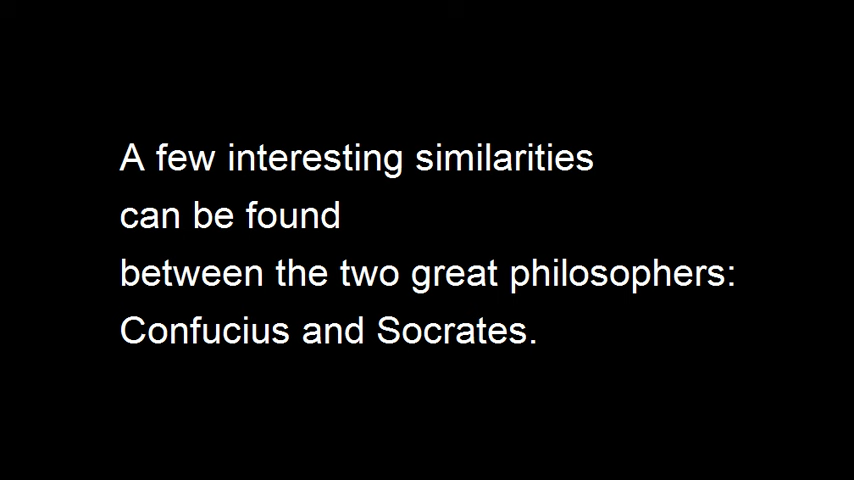 A few interesting similarities
can be found
between the two great philosophers:
Confucius and Socrates.